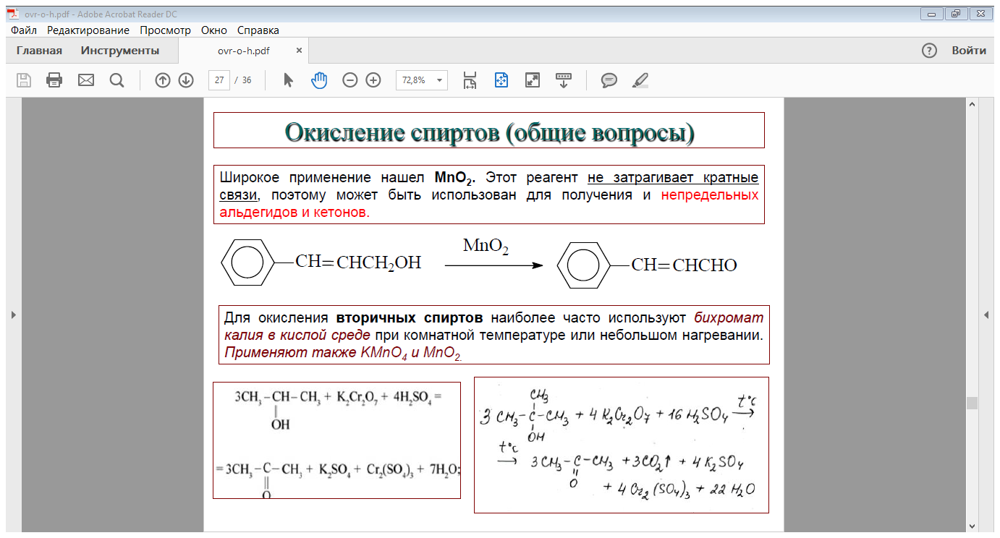 ovr-o-h.pdf - Adobe Acrobat Reader DC
Файл Редактирование Просмотр Окно Справка
Главная Инструменты ovr-o-h.pdf × ? Войти
27 / 36 72,8%
Окисление спиртов (общие вопросы)
Широкое применение нашел MnO₂. Этот реагент не затрагивает кратные
связи, поэтому может быть использован для получения и непредельных
альдегидов и кетонов.
MnO₂
CH=CHCH₂OH CH=CHCHO
Для окисления вторичных спиртов наиболее часто используют бихромат
калия в кислой среде при комнатной температуре или небольшом нагревании.
Применяют также KMnO₄ и MnO₂.
3CH₃–CH–CH₃ + K₂Cr₂O₇ + 4H₂SO₄ =
OH
= 3CH₃–C–CH₃ + K₂SO₄ + Cr₂(SO₄)₃ + 7H₂O;
O
CH₃
3 CH₃–C–CH₃ + 4 K₂Cr₂O₇ + 16 H₂SO₄ t°C →
OH
t°C
→ 3CH₃–C–CH₃ + 3CO₂↑ + 4 K₂SO₄
O
+ 4 Cr₂(SO₄)₃ + 22 H₂O